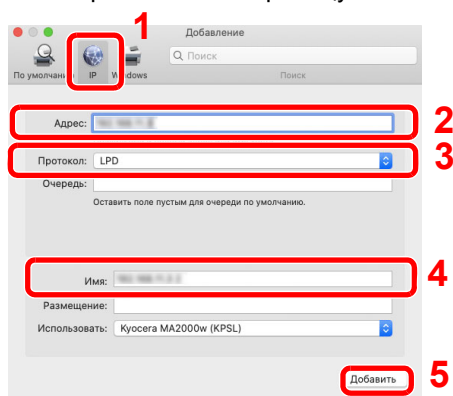 1
Добавление
Поиск
По умолчанию IP Windows Поиск
Адрес:
2
Протокол: LPD
3
Очередь:
Оставить поле пустым для очереди по умолчанию.
Имя:
4
Размещение:
Использовать: Kyocera MA2000w (KPSL)
Добавить
5